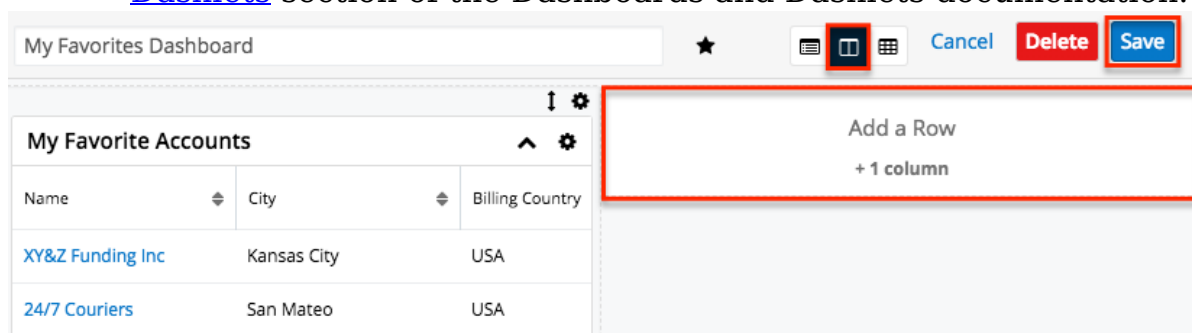 Dashlets section of the Dashboards and Dashlets documentation.
My Favorites Dashboard
Cancel Delete Save
My Favorite Accounts
Add a Row
+ 1 column
Name City Billing Country
XY&Z Funding Inc Kansas City USA
24/7 Couriers San Mateo USA